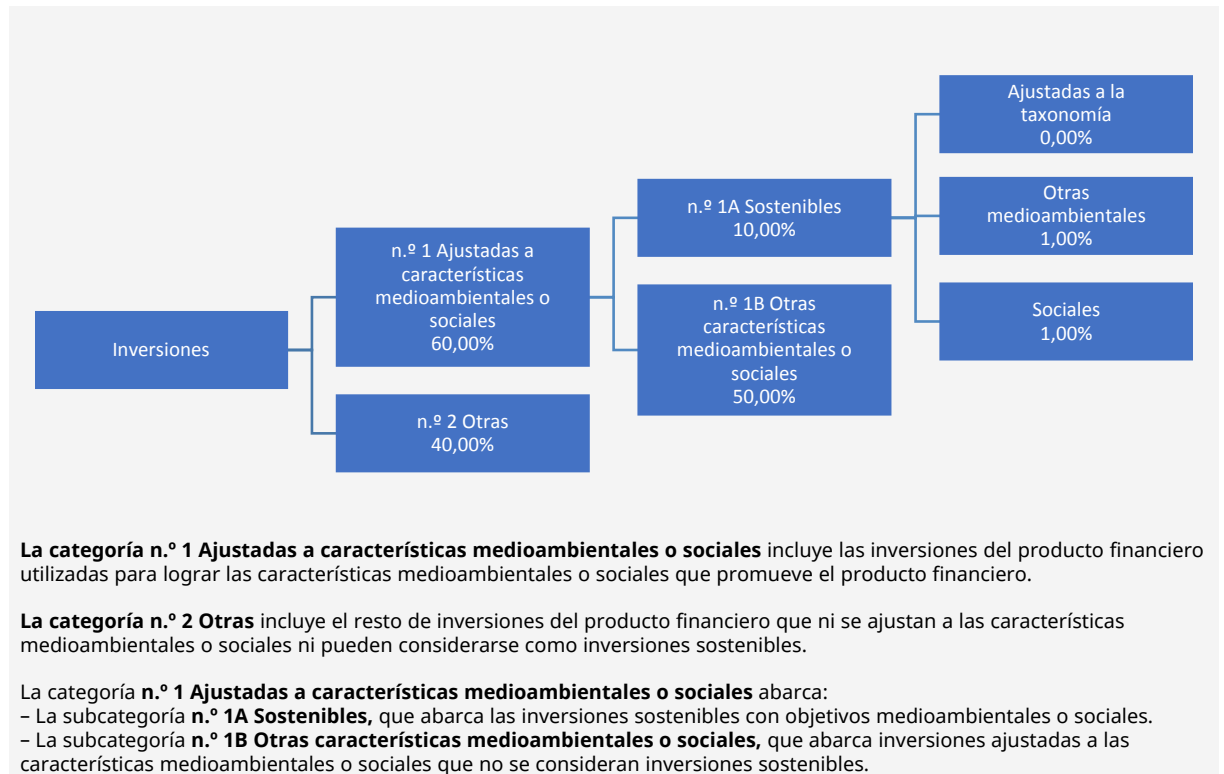 Inversiones
n.º 1 Ajustadas a
características
medioambientales o
sociales
60,00%
n.º 2 Otras
40,00%
n.º 1A Sostenibles
10,00%
n.º 1B Otras
características
medioambientales o
sociales
50,00%
Ajustadas a la
taxonomía
0,00%
Otras
medioambientales
1,00%
Sociales
1,00%
La categoría n.º 1 Ajustadas a características medioambientales o sociales incluye las inversiones del producto financiero
utilizadas para lograr las características medioambientales o sociales que promueve el producto financiero.
La categoría n.º 2 Otras incluye el resto de inversiones del producto financiero que ni se ajustan a las características
medioambientales o sociales ni pueden considerarse como inversiones sostenibles.
La categoría n.º 1 Ajustadas a características medioambientales o sociales abarca:
– La subcategoría n.º 1A Sostenibles, que abarca las inversiones sostenibles con objetivos medioambientales o sociales.
– La subcategoría n.º 1B Otras características medioambientales o sociales, que abarca inversiones ajustadas a las
características medioambientales o sociales que no se consideran inversiones sostenibles.